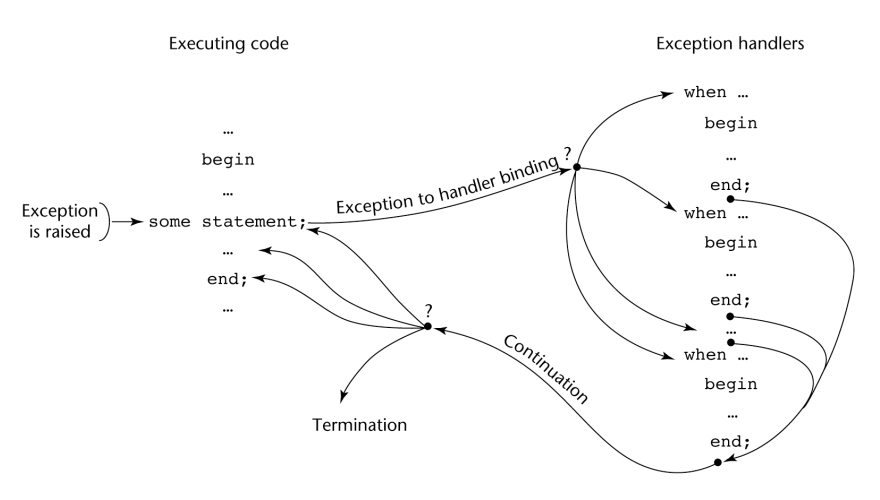 Executing code
Exception handlers
…
begin
…
Exception
is raised
some statement;
…
end;
…
Exception to handler binding
?
when …
begin
…
end;
when …
begin
…
end;
…
when …
begin
…
end;
?
Continuation
Termination